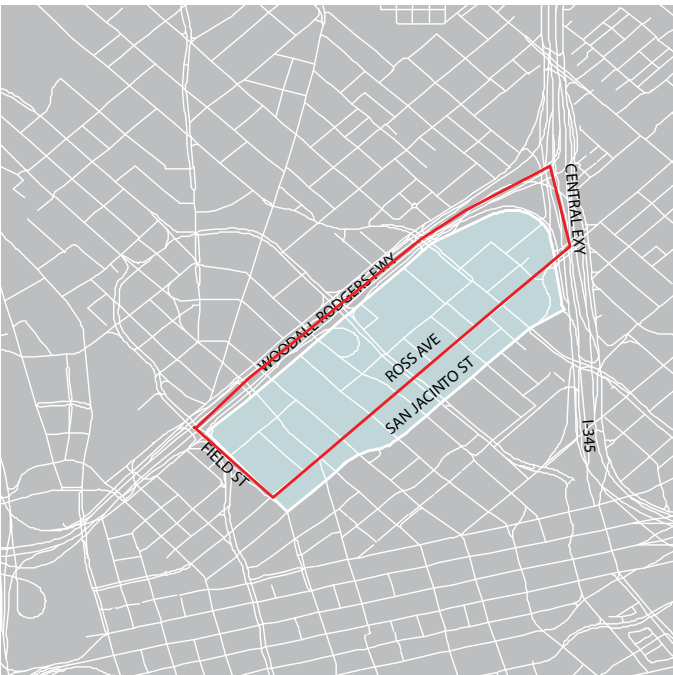 CENTRAL EXY
WOODALL RODGERS FWY
ROSS AVE
SAN JACINTO ST
I-345
FIELD ST